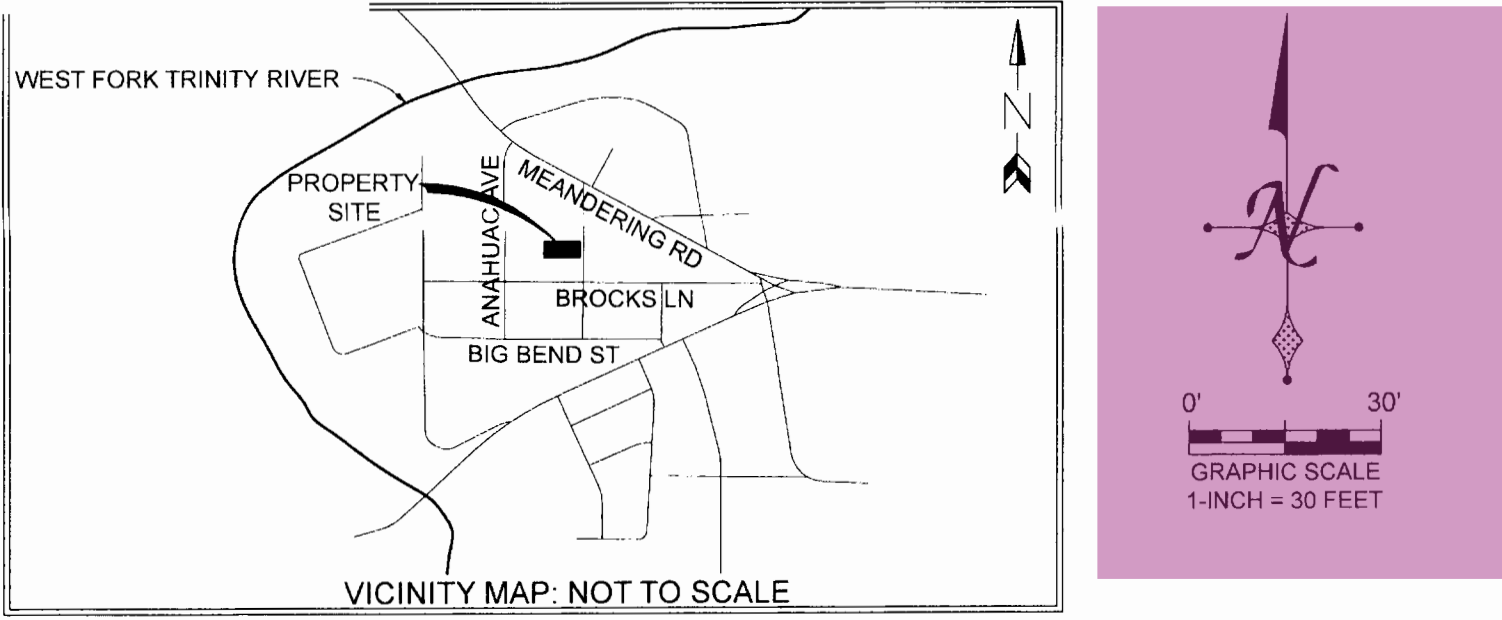 WEST FORK TRINITY RIVER
PROPERTY
SITE
ANAHUAC AVE
MEANDERING RD
BROCKS LN
BIG BEND ST
VICINITY MAP: NOT TO SCALE
N
N
0' 30'
GRAPHIC SCALE
1-INCH = 30 FEET